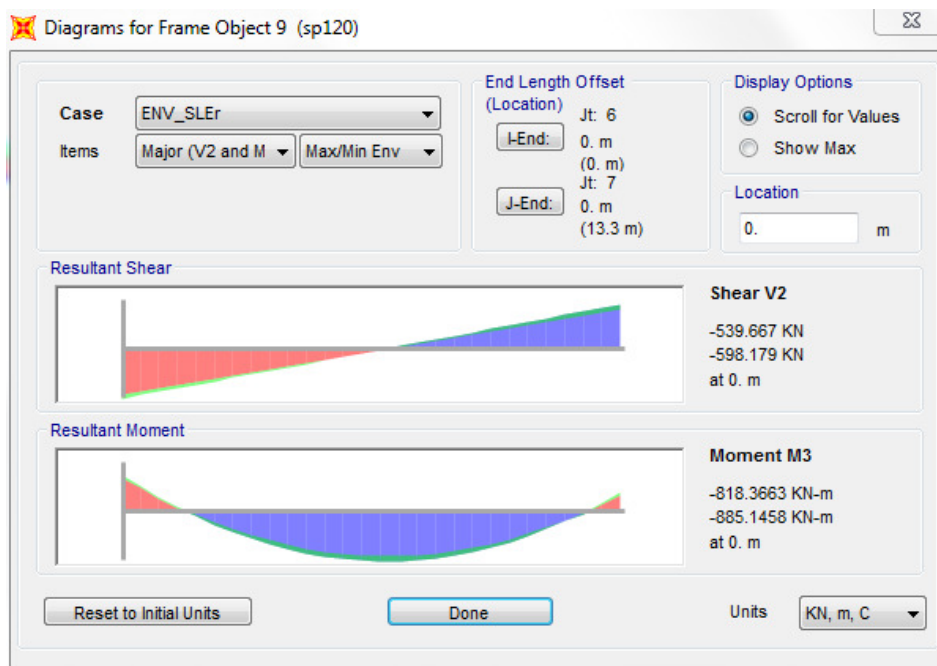 Diagrams for Frame Object 9 (sp120)
Case ENV_SLEr
Items Major (V2 and M Max/Min Env
End Length Offset
(Location)
Jt: 6
I-End: 0. m
(0. m)
Jt: 7
J-End: 0. m
(13.3 m)
Display Options
Scroll for Values
Show Max
Location
0. m
Resultant Shear
Shear V2
-539.667 KN
-598.179 KN
at 0. m
Resultant Moment
Moment M3
-818.3663 KN-m
-885.1458 KN-m
at 0. m
Reset to Initial Units Done Units KN, m, C